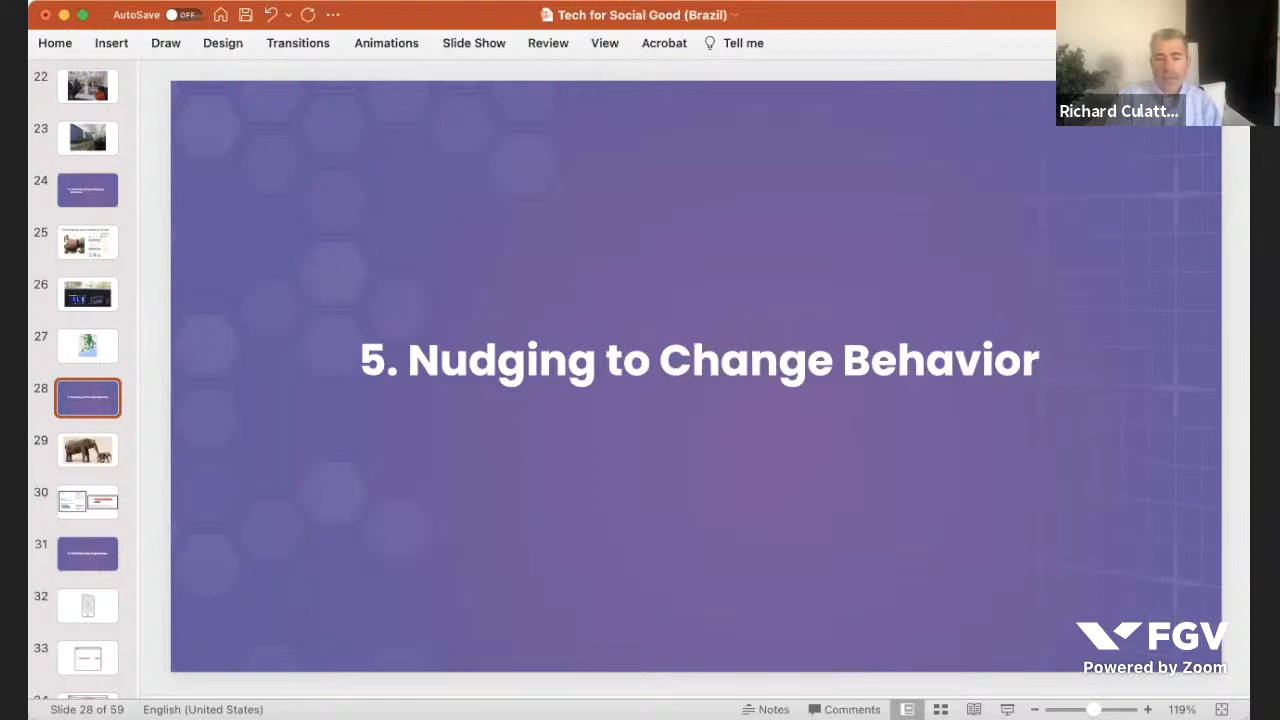 AutoSave OFF
Tech for Social Good (Brazil)
Home Insert Draw Design Transitions Animations Slide Show Review View Acrobat Tell me
Richard Culatt...
22
23
24
25
26
27
28
29
30
31
32
33
5. Nudging to Change Behavior
FGV
Powered by Zoom
Slide 28 of 59 English (United States) Notes Comments 119%